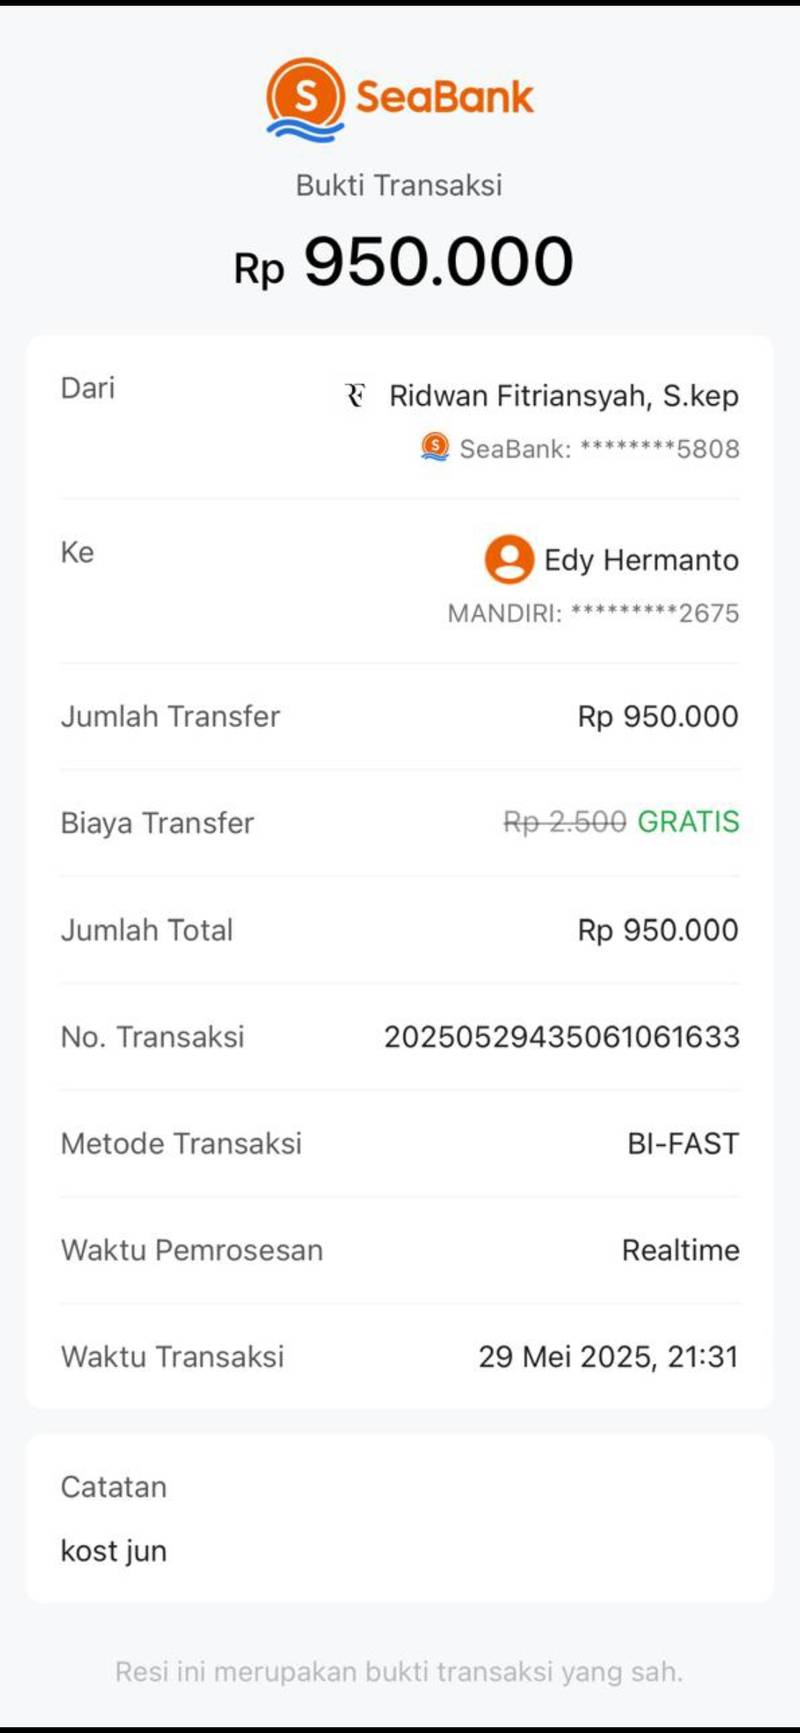 SeaBank
Bukti Transaksi
Rp 950.000
Dari
Ridwan Fitriansyah, S.kep
SeaBank: ********5808
Ke
Edy Hermanto
MANDIRI: *********2675
Jumlah Transfer Rp 950.000
Biaya Transfer Rp 2.500 GRATIS
Jumlah Total Rp 950.000
No. Transaksi 20250529435061061633
Metode Transaksi BI-FAST
Waktu Pemrosesan Realtime
Waktu Transaksi 29 Mei 2025, 21:31
Catatan
kost jun
Resi ini merupakan bukti transaksi yang sah.